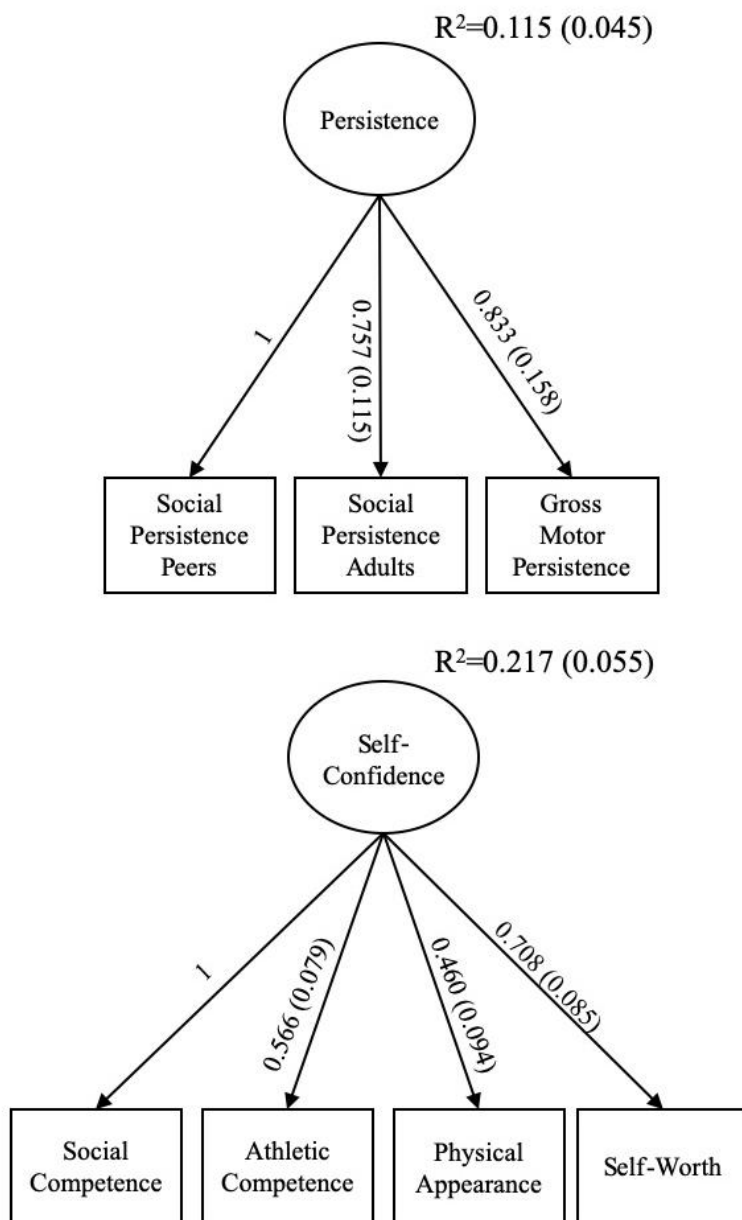 R²=0.115 (0.045)
Persistence
1
0.757 (0.115)
0.833 (0.158)
Social
Persistence
Peers
Social
Persistence
Adults
Gross
Motor
Persistence
R²=0.217 (0.055)
Self-
Confidence
1
0.566 (0.079)
0.460 (0.094)
0.708 (0.085)
Social
Competence
Athletic
Competence
Physical
Appearance
Self-Worth